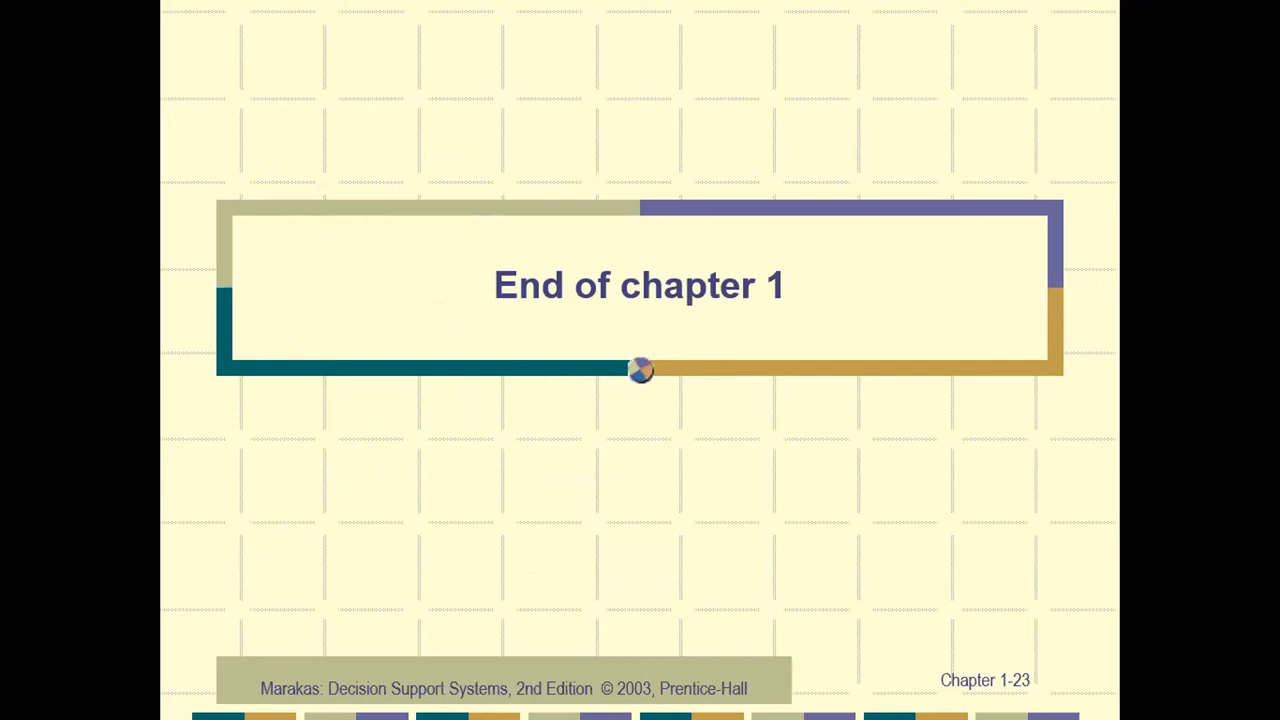 End of chapter 1
Marakas: Decision Support Systems, 2nd Edition © 2003, Prentice-Hall
Chapter 1-23